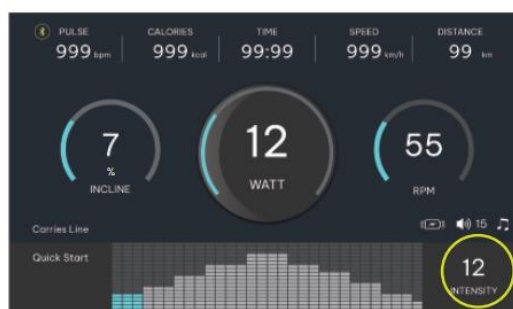 PULSE CALORIES TIME SPEED DISTANCE
999 bpm 999 kcal 99:99 999 km/h 99 km
7
%
INCLINE
12
WATT
55
RPM
Carries Line
15
Quick Start
12
INTENSITY